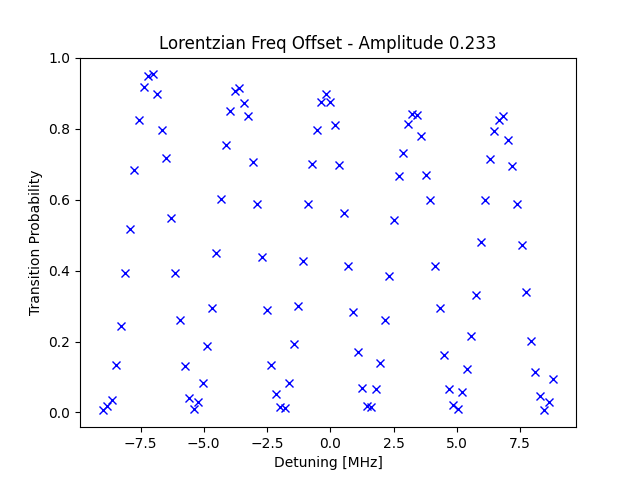 Lorentzian Freq Offset - Amplitude 0.233
1.0
0.8
0.6
0.4
0.2
0.0
Transition Probability
−7.5 −5.0 −2.5 0.0 2.5 5.0 7.5
Detuning [MHz]